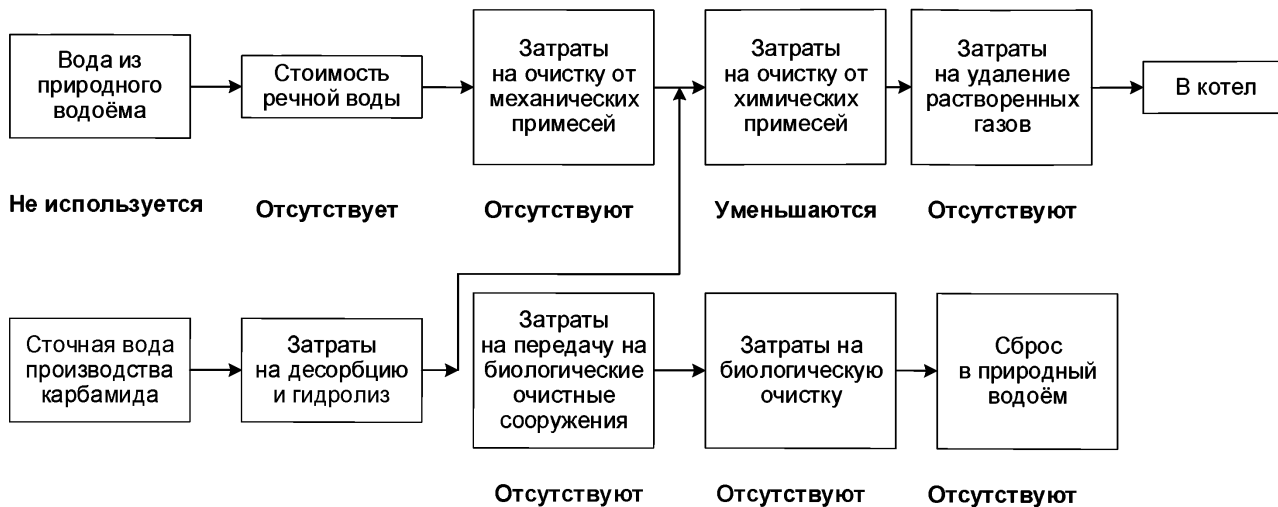 Вода из
природного
водоёма
Стоимость
речной воды
Затраты
на очистку от
механических
примесей
Затраты
на очистку от
химических
примесей
Затраты
на удаление
растворенных
газов
В котел
Не используется
Отсутствует
Отсутствуют
Уменьшаются
Отсутствуют
Сточная вода
производства
карбамида
Затраты
на десорбцию
и гидролиз
Затраты
на передачу на
биологические
очистные
сооружения
Затраты на
биологическую
очистку
Сброс
в природный
водоём
Отсутствуют
Отсутствуют
Отсутствуют